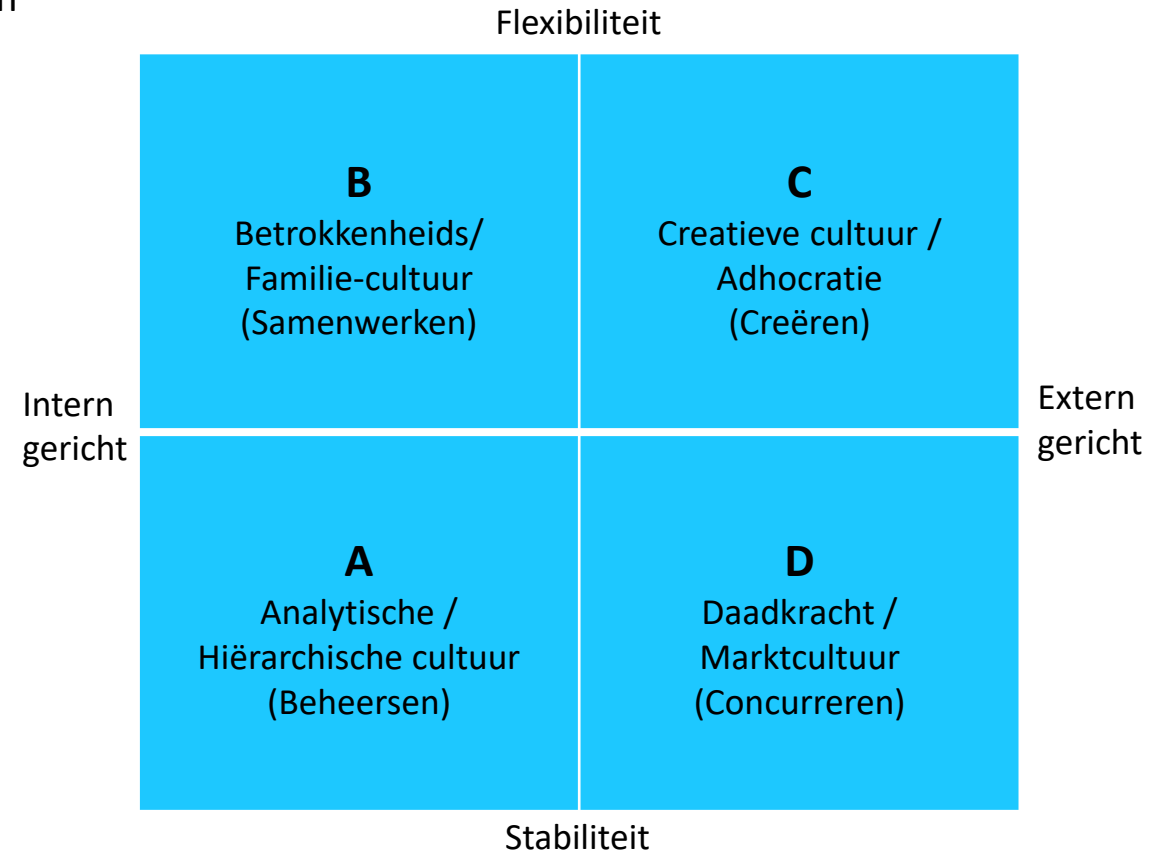 Flexibiliteit
B
Betrokkenheids/
Familie-cultuur
(Samenwerken)
C
Creatieve cultuur /
Adhocratie
(Creëren)
Intern
gericht
Extern
gericht
A
Analytische /
Hiërarchische cultuur
(Beheersen)
D
Daadkracht /
Marktcultuur
(Concurreren)
Stabiliteit